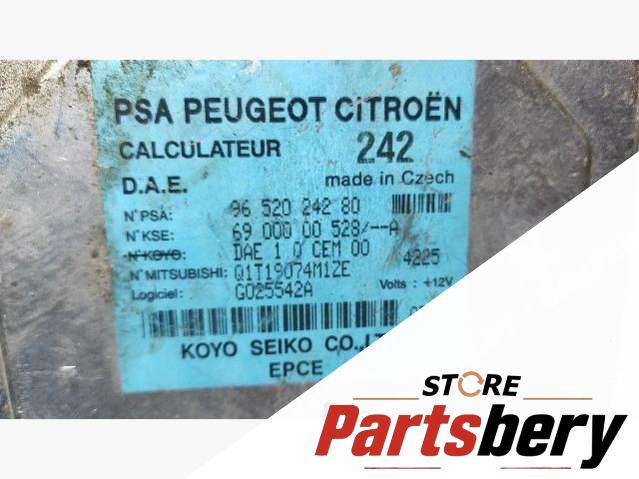 PSA PEUGEOT CiTROËN
CALCULATEUR 242
D.A.E. made in Czech
N°PSA: 96 520 242 80
N°KSE: 69 000 00 528/--A
N°KOYO: DAE 1 0 CEM 00 4225
N°MITSUBISHI: Q1T19074M1ZE
Logiciel: G025542A Volts : +12V
KOYO SEIKO CO.,
EPCE
STORE
Partsbery